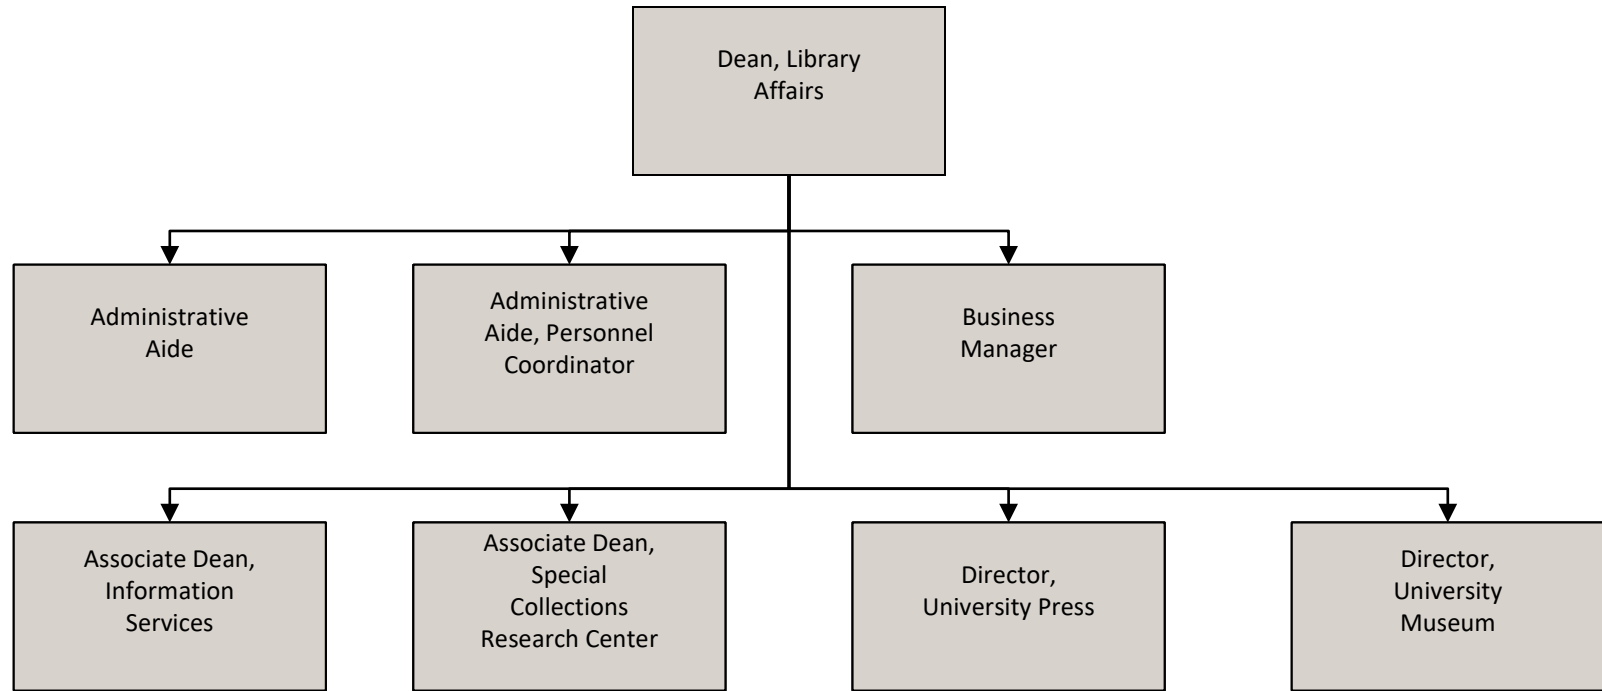 Dean, Library
Affairs
Administrative
Aide
Administrative
Aide, Personnel
Coordinator
Business
Manager
Associate Dean,
Information
Services
Associate Dean,
Special
Collections
Research Center
Director,
University Press
Director,
University
Museum